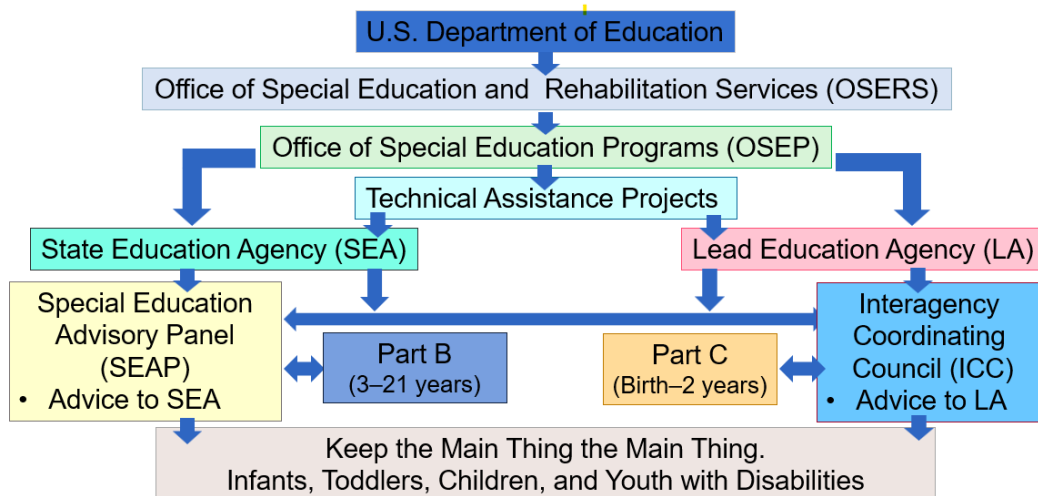 U.S. Department of Education
Office of Special Education and Rehabilitation Services (OSERS)
Office of Special Education Programs (OSEP)
Technical Assistance Projects
State Education Agency (SEA)
Lead Education Agency (LA)
Special Education
Advisory Panel
(SEAP)
• Advice to SEA
Part B
(3–21 years)
Part C
(Birth–2 years)
Interagency
Coordinating
Council (ICC)
• Advice to LA
Keep the Main Thing the Main Thing.
Infants, Toddlers, Children, and Youth with Disabilities